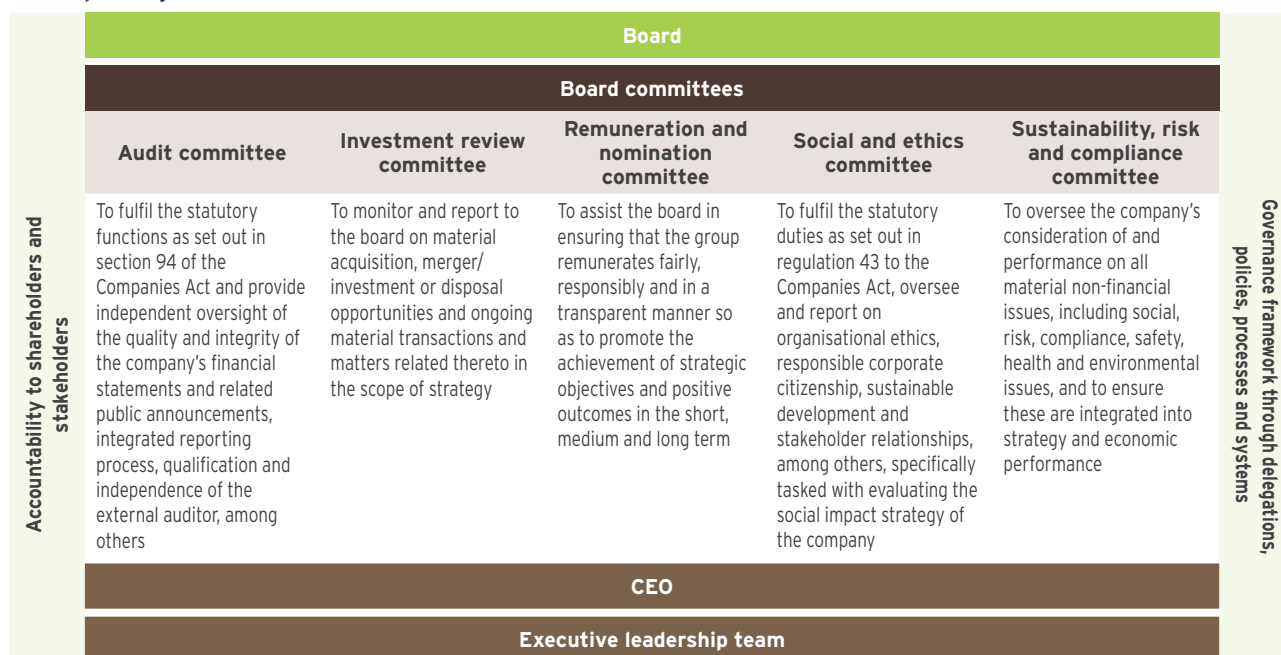 Board
Board committees
Audit committee
Investment review
committee
Remuneration and
nomination
committee
Social and ethics
committee
Sustainability, risk
and compliance
committee
To fulfil the statutory
functions as set out in
section 94 of the
Companies Act and provide
independent oversight of
the quality and integrity of
the company's financial
statements and related
public announcements,
integrated reporting
process, qualification and
independence of the
external auditor, among
others
To monitor and report to
the board on material
acquisition, merger/
investment or disposal
opportunities and ongoing
material transactions and
matters related thereto in
the scope of strategy
To assist the board in
ensuring that the group
remunerates fairly,
responsibly and in a
transparent manner so
as to promote the
achievement of strategic
objectives and positive
outcomes in the short,
medium and long term
To fulfil the statutory
duties as set out in
regulation 43 to the
Companies Act, oversee
and report on
organisational ethics,
responsible corporate
citizenship, sustainable
development and
stakeholder relationships,
among others, specifically
tasked with evaluating the
social impact strategy of
the company
To oversee the company's
consideration of and
performance on all
material non-financial
issues, including social,
risk, compliance, safety,
health and environmental
issues, and to ensure
these are integrated into
strategy and economic
performance
CEO
Executive leadership team
Accountability to shareholders and
stakeholders
Governance framework through delegations,
policies, processes and systems